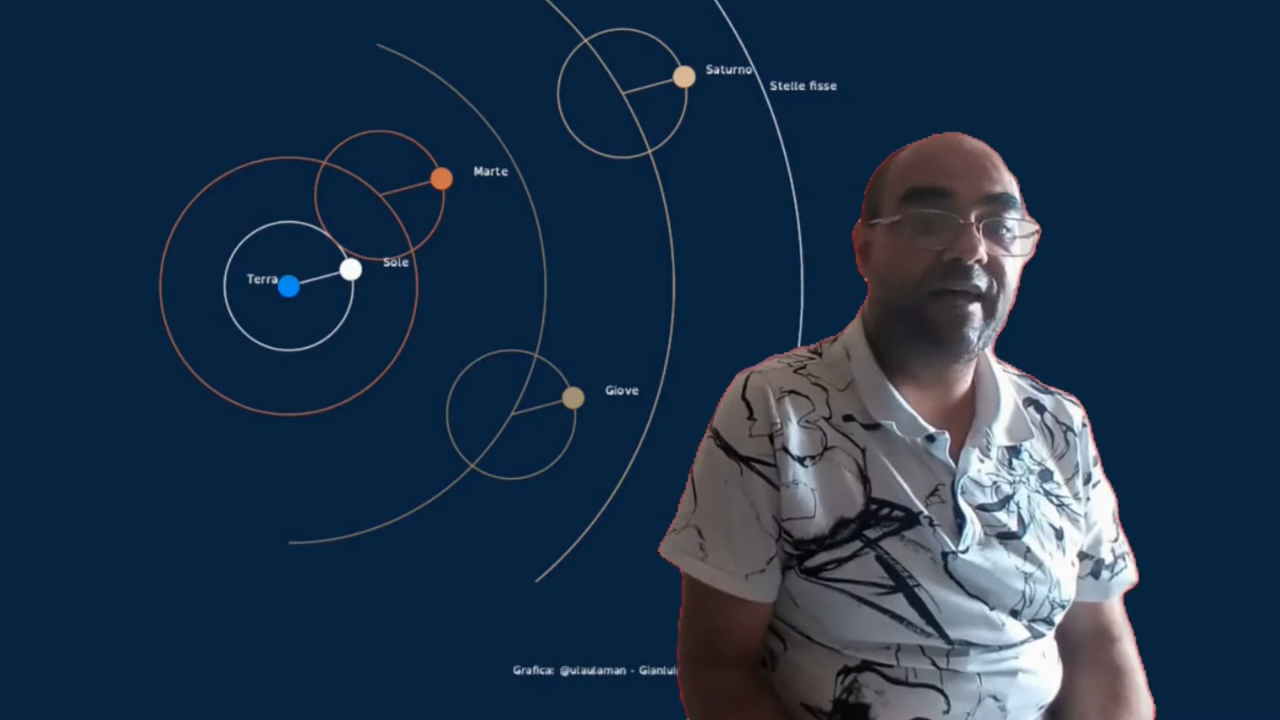 Saturno
Stelle fisse
Marte
Sole
Terra
Giove
Grafica: @ulaulaman - Gianlui